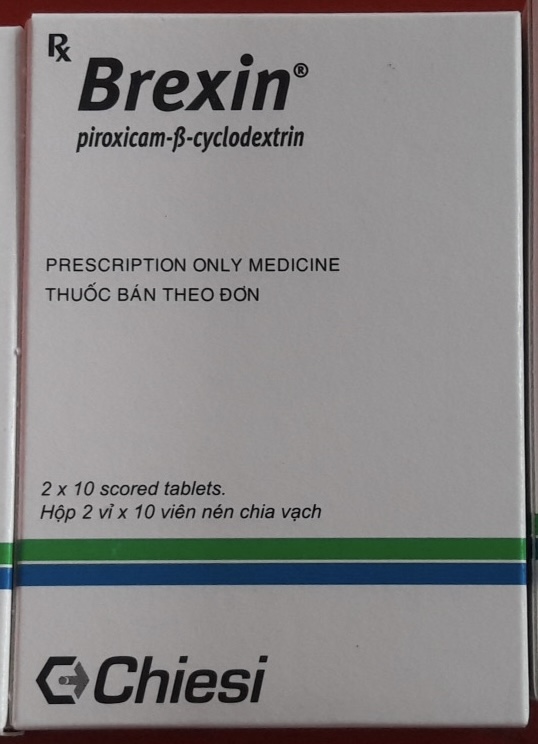 Rx
Brexin®
piroxicam-β-cyclodextrin
PRESCRIPTION ONLY MEDICINE
THUỐC BÁN THEO ĐƠN
2 x 10 scored tablets.
Hộp 2 vỉ x 10 viên nén chia vạch
Chiesi